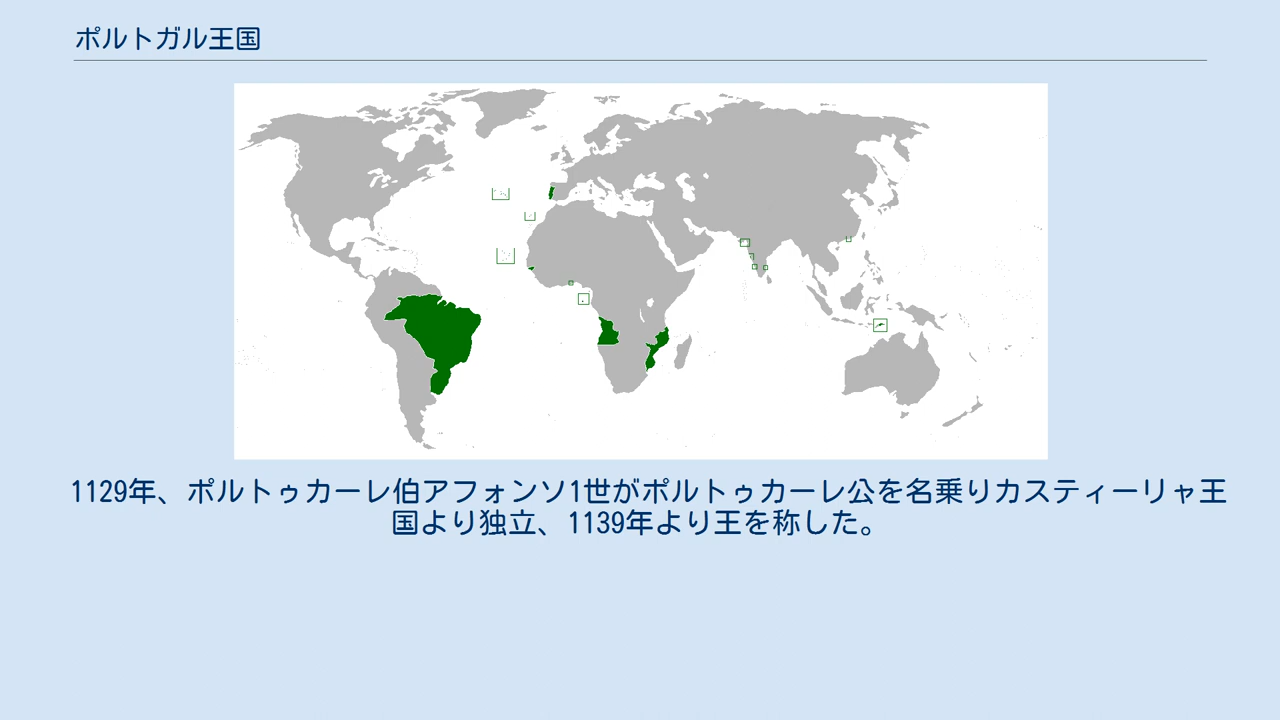 ポルトガル王国
1129年、ポルトゥカーレ伯アフォンソ1世がポルトゥカーレ公を名乗りカスティーリャ王
国より独立、1139年より王を称した。